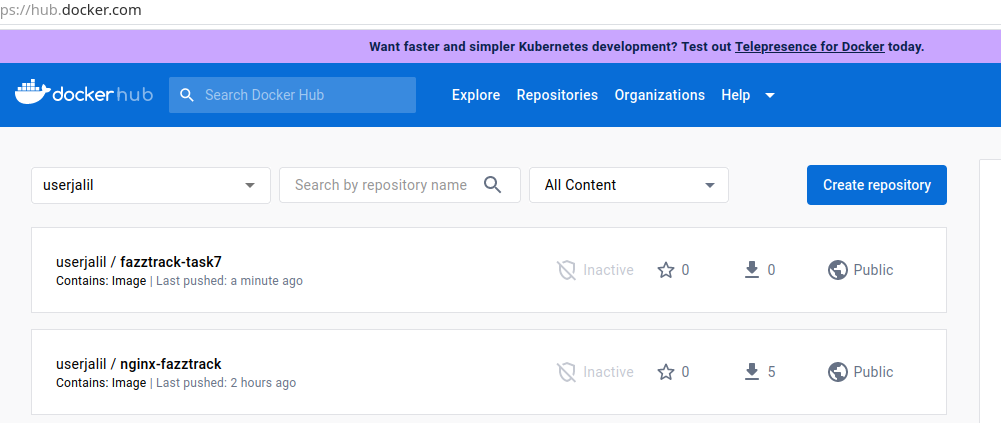 ps://hub.docker.com
Want faster and simpler Kubernetes development? Test out Telepresence for Docker today.
dockerhub Search Docker Hub Explore Repositories Organizations Help
userjalil Search by repository name All Content Create repository
userjalil / fazztrack-task7 Inactive 0 0 Public
Contains: Image | Last pushed: a minute ago
userjalil / nginx-fazztrack Inactive 0 5 Public
Contains: Image | Last pushed: 2 hours ago